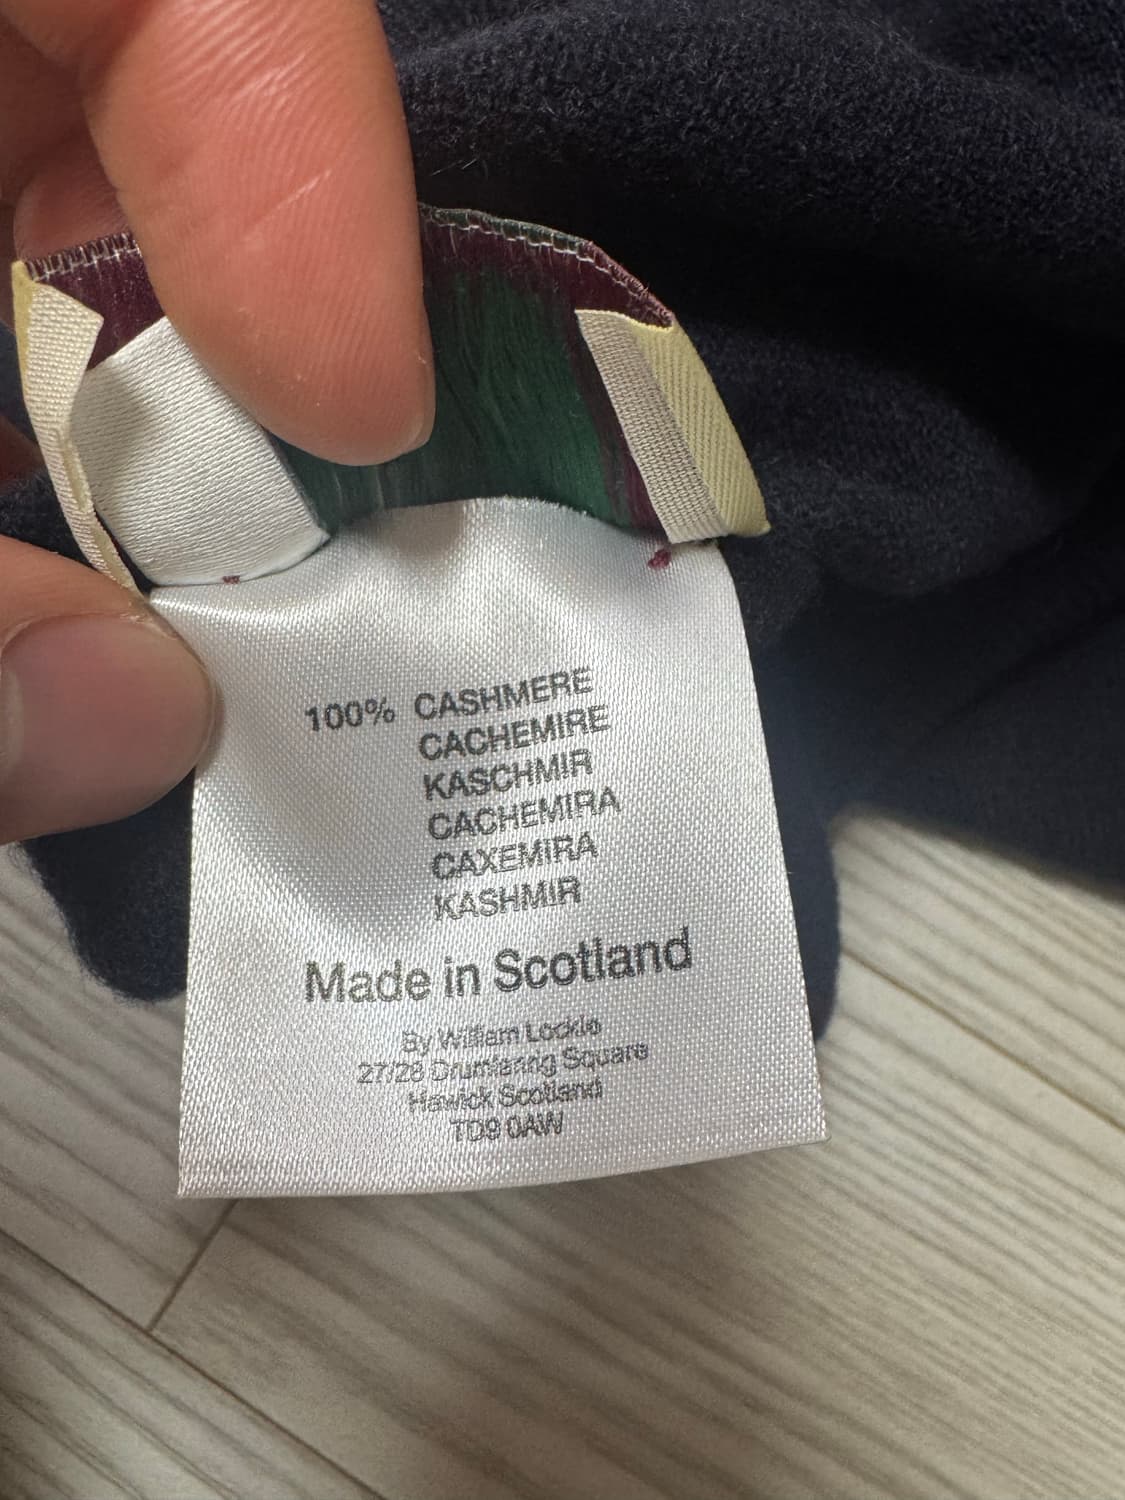 100% CASHMERE
CACHEMIRE
KASCHMIR
CACHEMIRA
CAXEMIRA
KASHMIR
Made in Scotland
By William Lockie
27/28 Drumlanrig Square
Hawick Scotland
TD9 0AW